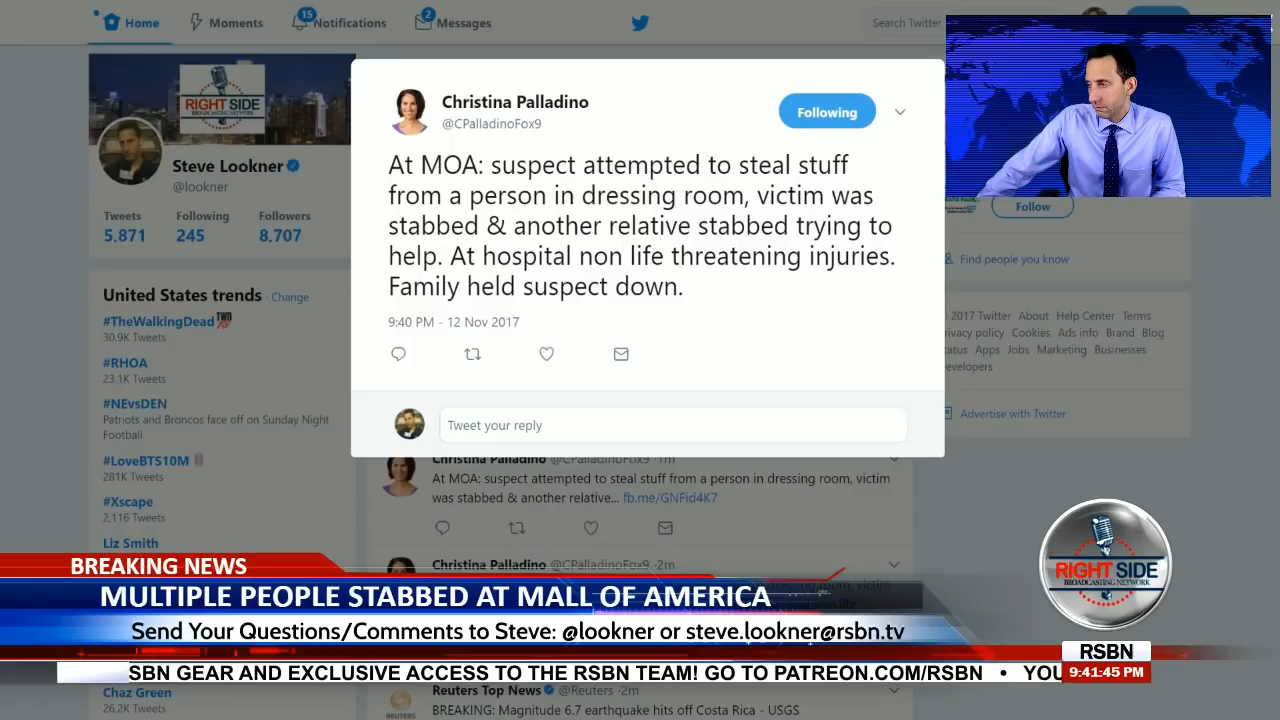 Home
Moments
15
Notifications
2
Messages
Search Twitter
RIGHT SIDE
BROADCASTING NETWORK
Steve Lookner
@lookner
Tweets Following Followers
5,871 245 8,707
United States trends · Change
#TheWalkingDead
30.9K Tweets
#RHOA
23.1K Tweets
#NEvsDEN
Patriots and Broncos face off on Sunday Night
Football
#LoveBTS10M
281K Tweets
#Xscape
2,116 Tweets
Liz Smith
Chaz Green
26.2K Tweets
Christina Palladino
@CPalladinoFox9
Following
At MOA: suspect attempted to steal stuff
from a person in dressing room, victim was
stabbed & another relative stabbed trying to
help. At hospital non life threatening injuries.
Family held suspect down.
9:40 PM - 12 Nov 2017
Tweet your reply
Christina Palladino @CPalladinoFox9 · 1m
At MOA: suspect attempted to steal stuff from a person in dressing room, victim
was stabbed & another relative... fb.me/GNFid4K7
Christina Palladino @CPalladinoFox9 · 2m
Reuters Top News @Reuters · 2m
REUTERS
BREAKING: Magnitude 6.7 earthquake hits off Costa Rica - USGS
Follow
Find people you know
2017 Twitter About Help Center Terms
Cookies Ads info Brand Blog
Apps Jobs Marketing Businesses
Advertise with Twitter
BREAKING NEWS
MULTIPLE PEOPLE STABBED AT MALL OF AMERICA
Send Your Questions/Comments to Steve: @lookner or steve.lookner@rsbn.tv
SBN GEAR AND EXCLUSIVE ACCESS TO THE RSBN TEAM! GO TO PATREON.COM/RSBN • YOU
RIGHT SIDE
BROADCASTING NETWORK
RSBN
9:41:45 PM